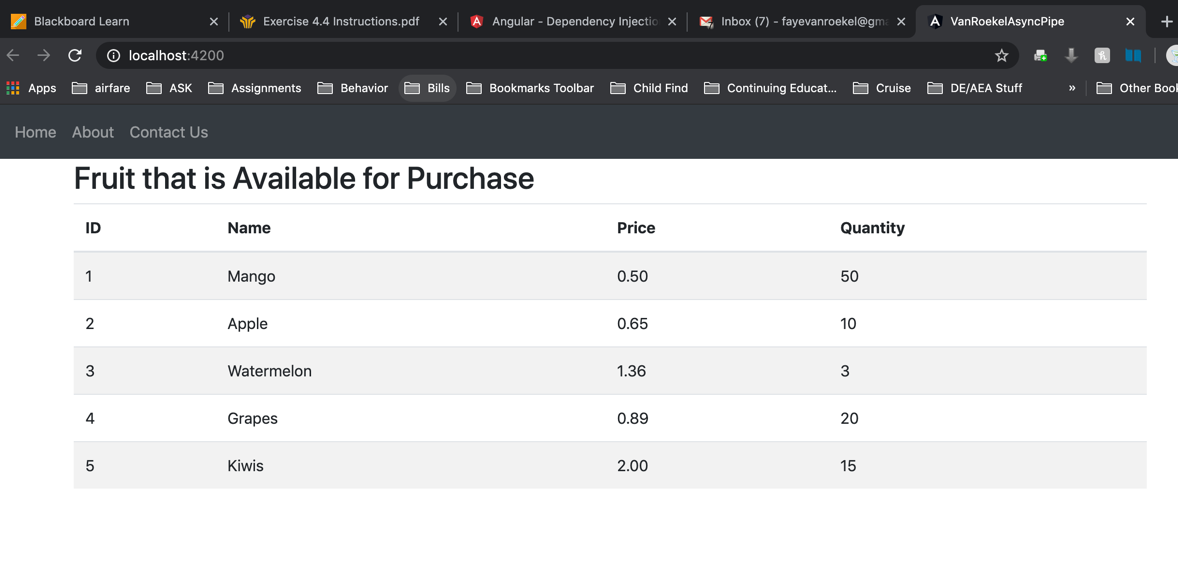 Blackboard Learn Exercise 4.4 Instructions.pdf Angular - Dependency Injectio Inbox (7) - fayevanroekel@gma VanRoekelAsyncPipe
localhost:4200
Apps airfare ASK Assignments Behavior Bills Bookmarks Toolbar Child Find Continuing Educat... Cruise DE/AEA Stuff » Other Book
Home About Contact Us
Fruit that is Available for Purchase
ID Name Price Quantity
1 Mango 0.50 50
2 Apple 0.65 10
3 Watermelon 1.36 3
4 Grapes 0.89 20
5 Kiwis 2.00 15